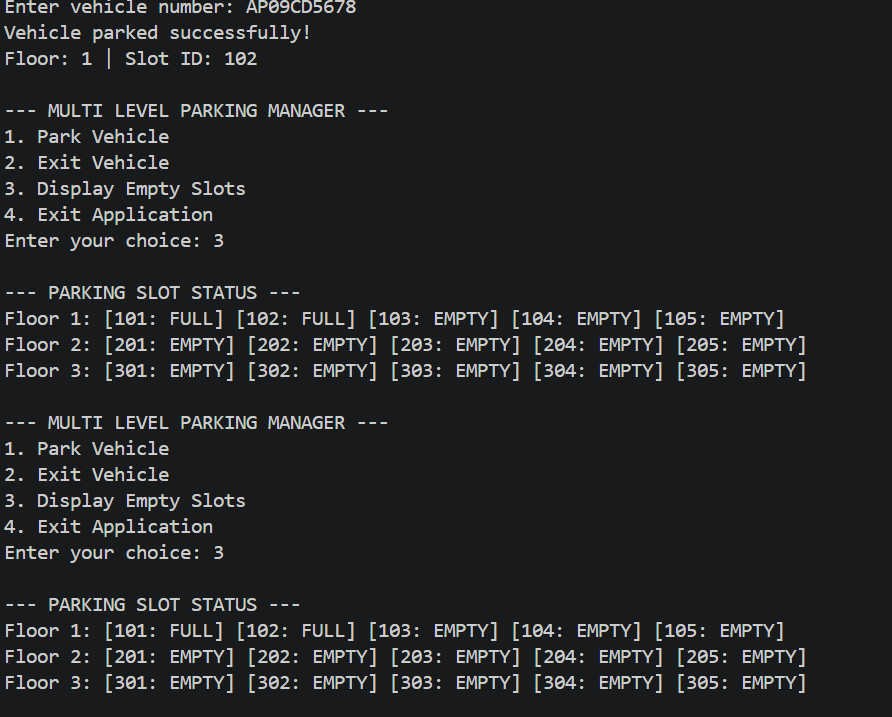 Enter vehicle number: AP09CD5678
Vehicle parked successfully!
Floor: 1 | Slot ID: 102
--- MULTI LEVEL PARKING MANAGER ---
1. Park Vehicle
2. Exit Vehicle
3. Display Empty Slots
4. Exit Application
Enter your choice: 3
--- PARKING SLOT STATUS ---
Floor 1: [101: FULL] [102: FULL] [103: EMPTY] [104: EMPTY] [105: EMPTY]
Floor 2: [201: EMPTY] [202: EMPTY] [203: EMPTY] [204: EMPTY] [205: EMPTY]
Floor 3: [301: EMPTY] [302: EMPTY] [303: EMPTY] [304: EMPTY] [305: EMPTY]
--- MULTI LEVEL PARKING MANAGER ---
1. Park Vehicle
2. Exit Vehicle
3. Display Empty Slots
4. Exit Application
Enter your choice: 3
--- PARKING SLOT STATUS ---
Floor 1: [101: FULL] [102: FULL] [103: EMPTY] [104: EMPTY] [105: EMPTY]
Floor 2: [201: EMPTY] [202: EMPTY] [203: EMPTY] [204: EMPTY] [205: EMPTY]
Floor 3: [301: EMPTY] [302: EMPTY] [303: EMPTY] [304: EMPTY] [305: EMPTY]